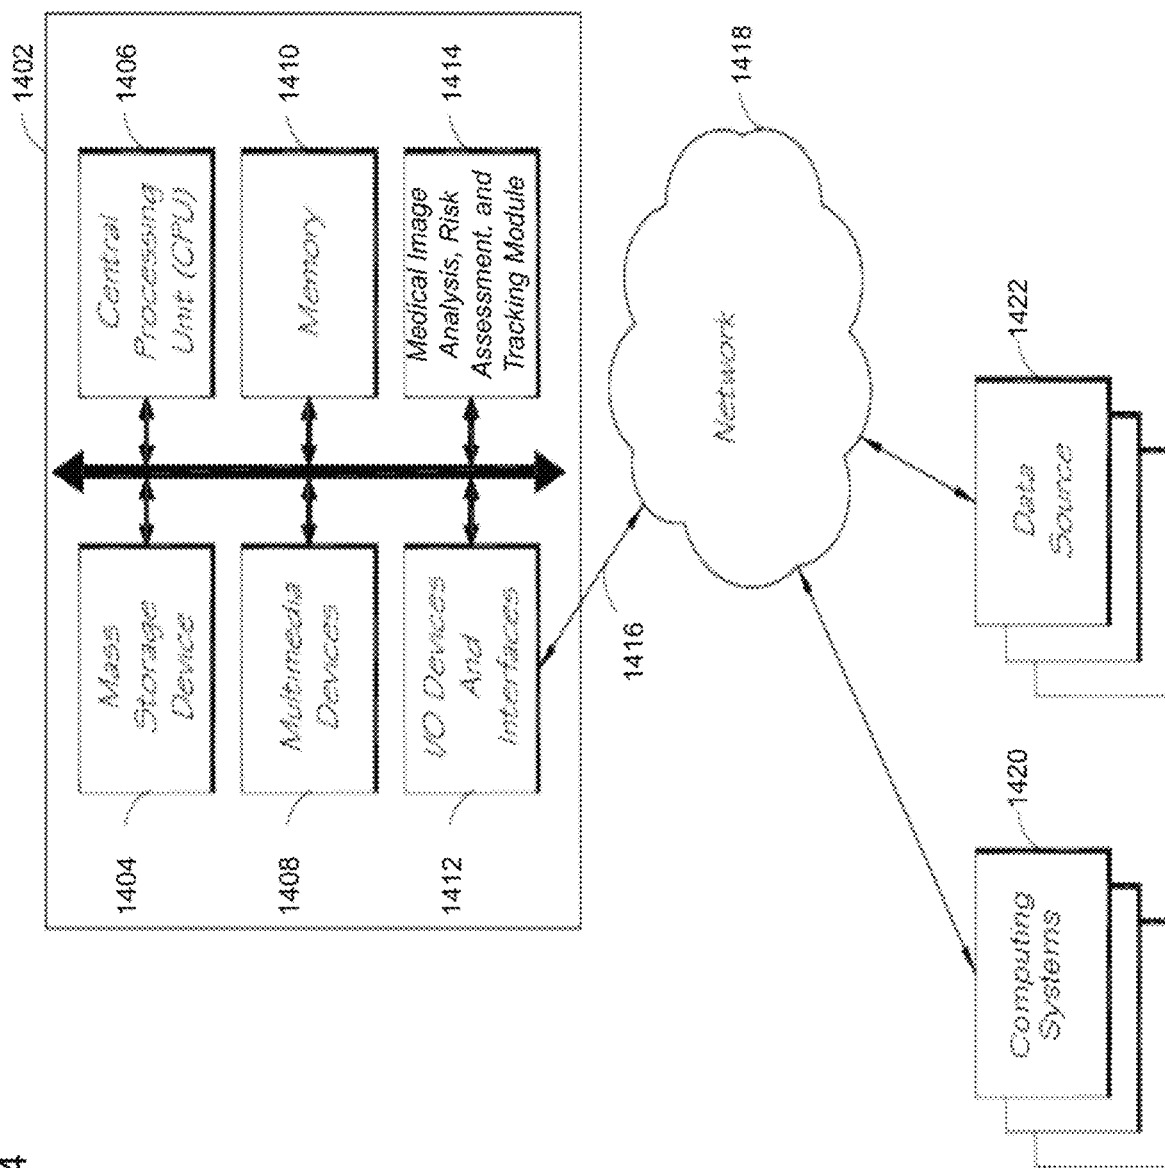 1402
1404
Mass
Storage
Device
Central
Processing
Unit (CPU)
1406
1408
Multimedia
Devices
Memory
1410
1412
I/O Devices
And
Interfaces
Medical Image
Analysis, Risk
Assessment, and
Tracking Module
1414
1416
Network
1418
1420
Computing
Systems
1422
Data
Source